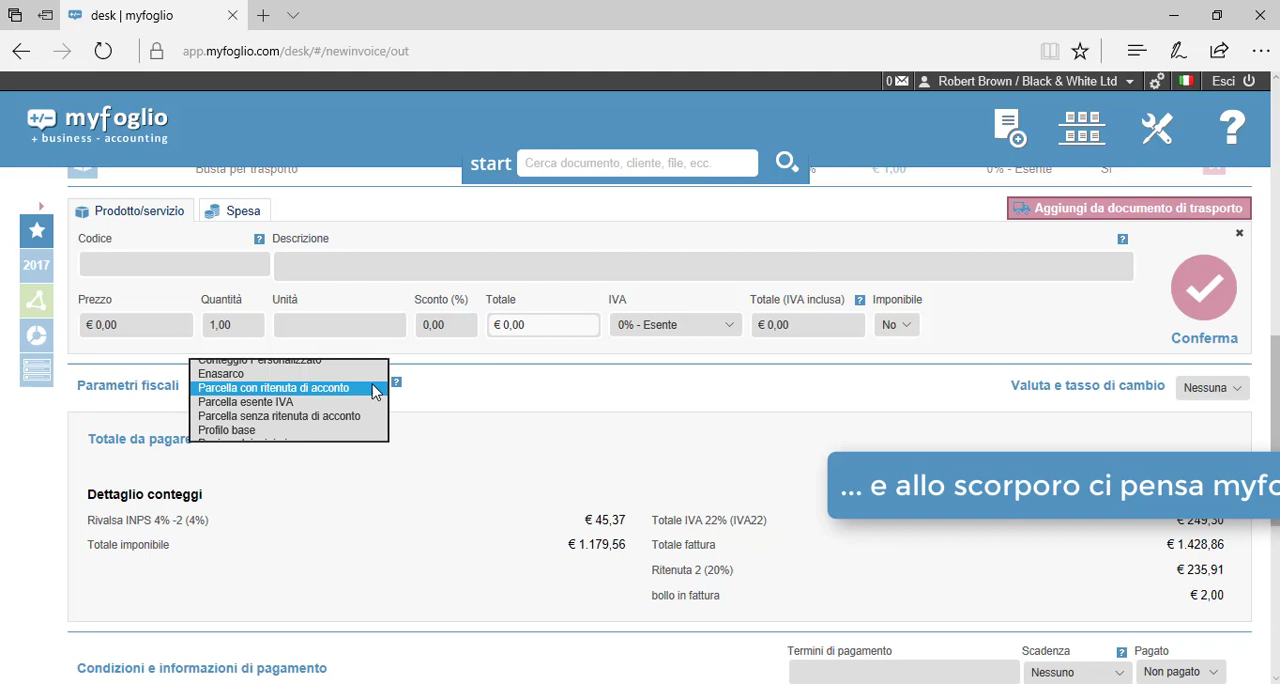 desk | myfoglio
app.myfoglio.com/desk/#/newinvoice/out
0 Robert Brown / Black & White Ltd Esci
+/- myfoglio
+ business - accounting
start Cerca documento, cliente, file, ecc.
?
Busta per trasporto % € 1,00 0% - Esente Si
Prodotto/servizio Spesa Aggiungi da documento di trasporto
Codice ? Descrizione ?
2017
Prezzo Quantità Unità Sconto (%) Totale IVA Totale (IVA inclusa) ? Imponibile
€ 0,00 1,00 0,00 € 0,00 0% - Esente € 0,00 No
Conferma
Conteggio Personalizzato
Enasarco
Parametri fiscali Parcella con ritenuta di acconto ? Valuta e tasso di cambio Nessuna
Parcella esente IVA
Parcella senza ritenuta di acconto
Profilo base
Totale da pagare
... e allo scorporo ci pensa myfo
Dettaglio conteggi
Rivalsa INPS 4% -2 (4%) € 45,37 Totale IVA 22% (IVA22) € 249,30
Totale imponibile € 1.179,56 Totale fattura € 1.428,86
Ritenuta 2 (20%) € 235,91
bollo in fattura € 2,00
Condizioni e informazioni di pagamento
Termini di pagamento Scadenza ? Pagato
Nessuno Non pagato